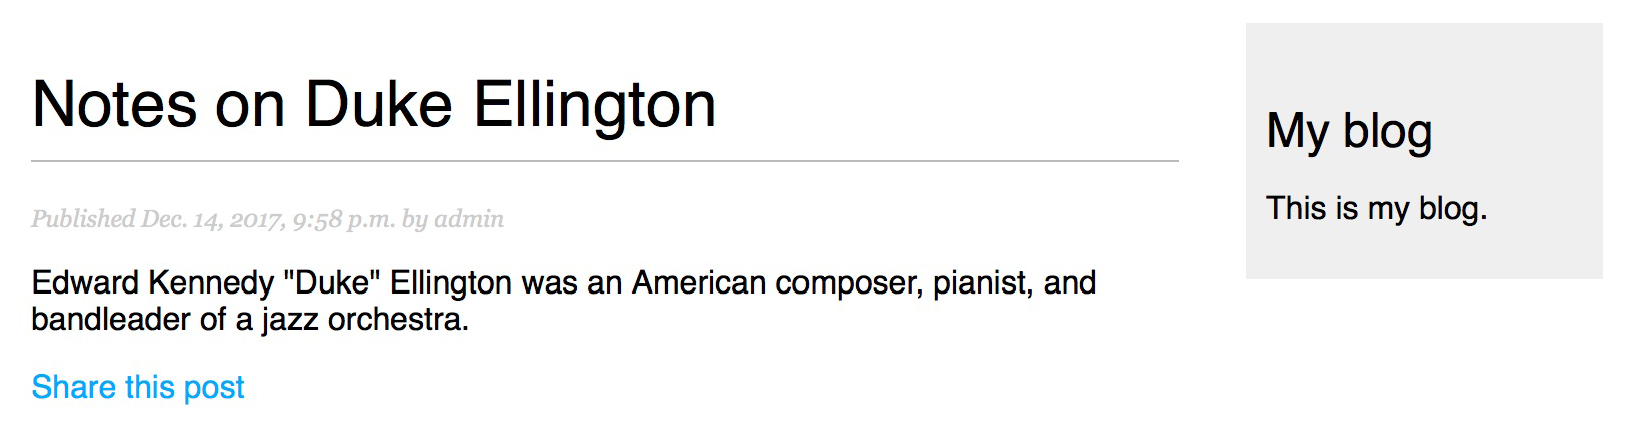 Notes on Duke Ellington
Published Dec. 14, 2017, 9:58 p.m. by admin
Edward Kennedy "Duke" Ellington was an American composer, pianist, and
bandleader of a jazz orchestra.
Share this post
My blog
This is my blog.